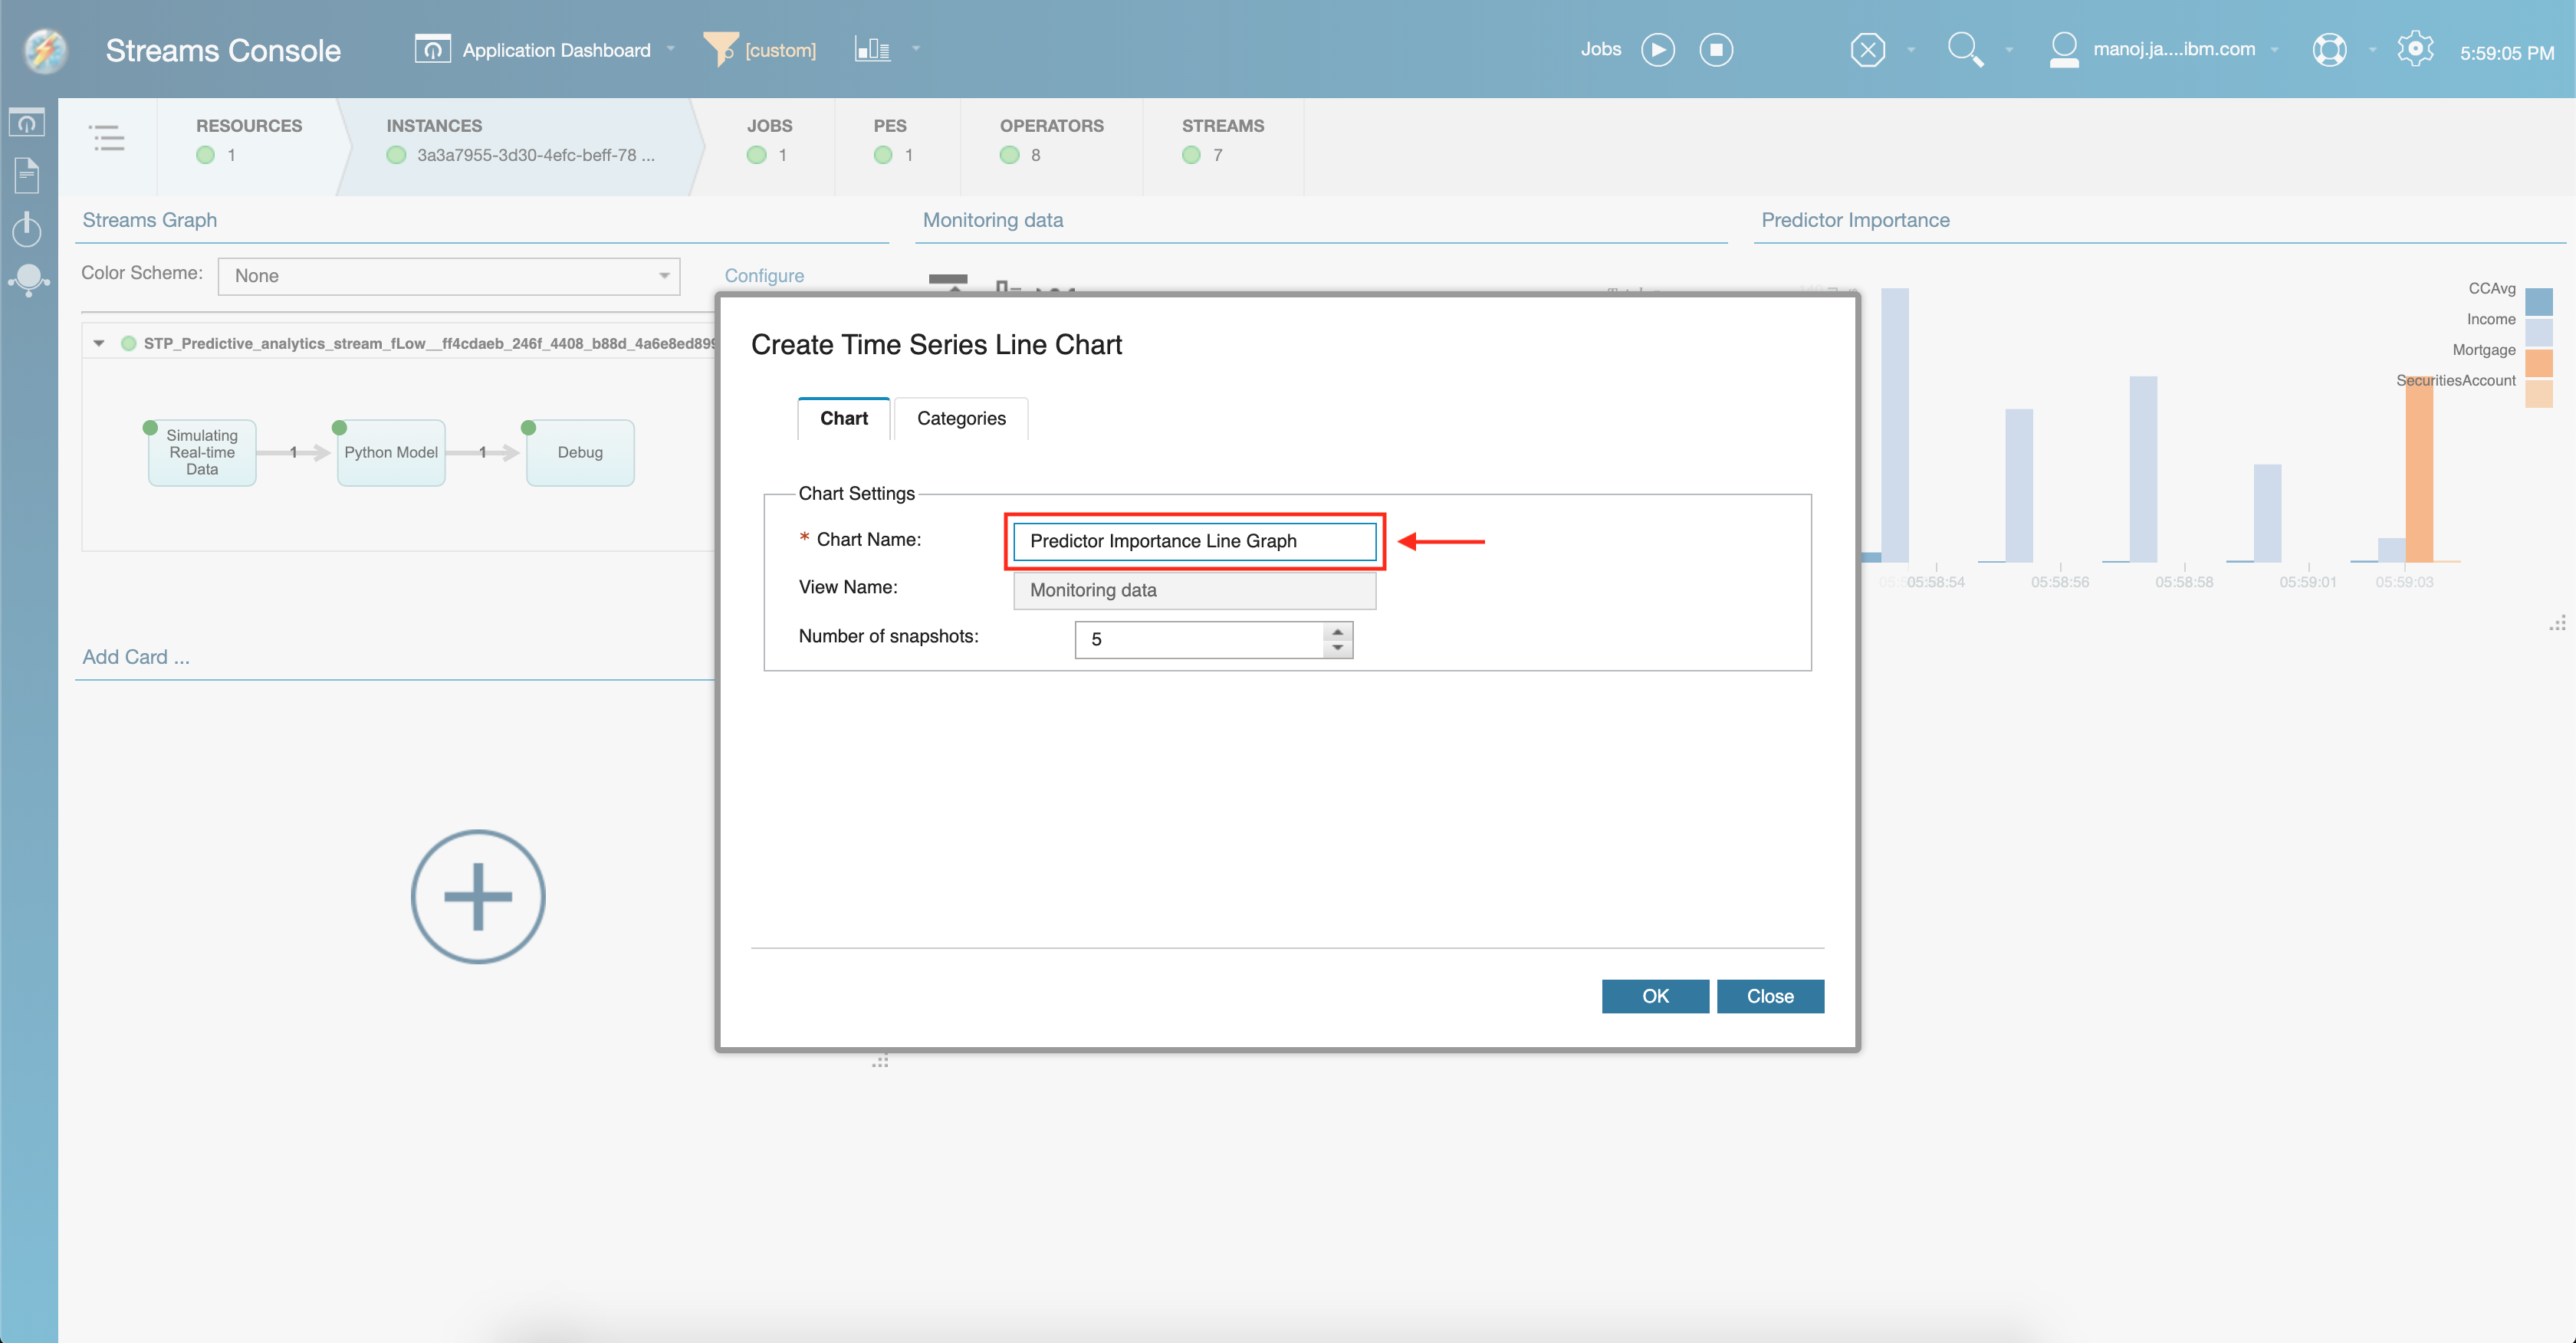 Streams Console
Application Dashboard
[custom]
Jobs
manoj.ja....ibm.com
5:59:05 PM
RESOURCES
1
INSTANCES
3a3a7955-3d30-4efc-beff-78 ...
JOBS
1
PES
1
OPERATORS
8
STREAMS
7
Streams Graph
Monitoring data
Predictor Importance
Color Scheme:
None
Configure
STP_Predictive_analytics_stream_fLow__ff4cdaeb_246f_4408_b88d_4a6e8ed899
Simulating
Real-time
Data
1
Python Model
1
Debug
Add Card ...
Create Time Series Line Chart
Chart
Categories
Chart Settings
* Chart Name:
Predictor Importance Line Graph
View Name:
Monitoring data
Number of snapshots:
5
OK
Close
CCAvg
Income
Mortgage
SecuritiesAccount
05:58:54
05:58:56
05:58:58
05:59:01
05:59:03